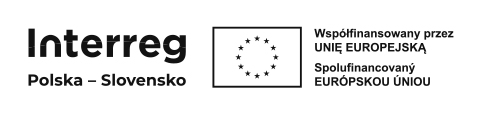 Interreg
Polska – Slovensko
Współfinansowany przez
UNIĘ EUROPEJSKĄ
Spolufinancovaný
EURÓPSKOU ÚNIOU